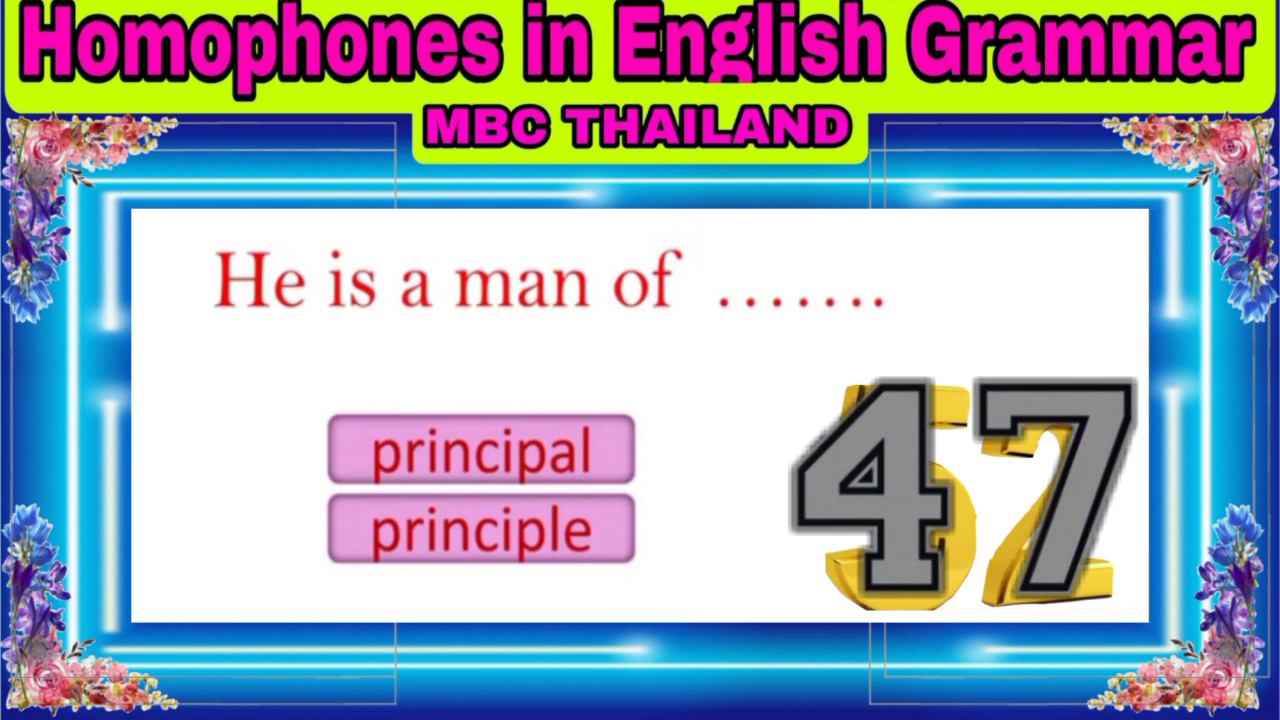 Homophones in English Grammar
MBC THAILAND
He is a man of .......
principal
principle
47